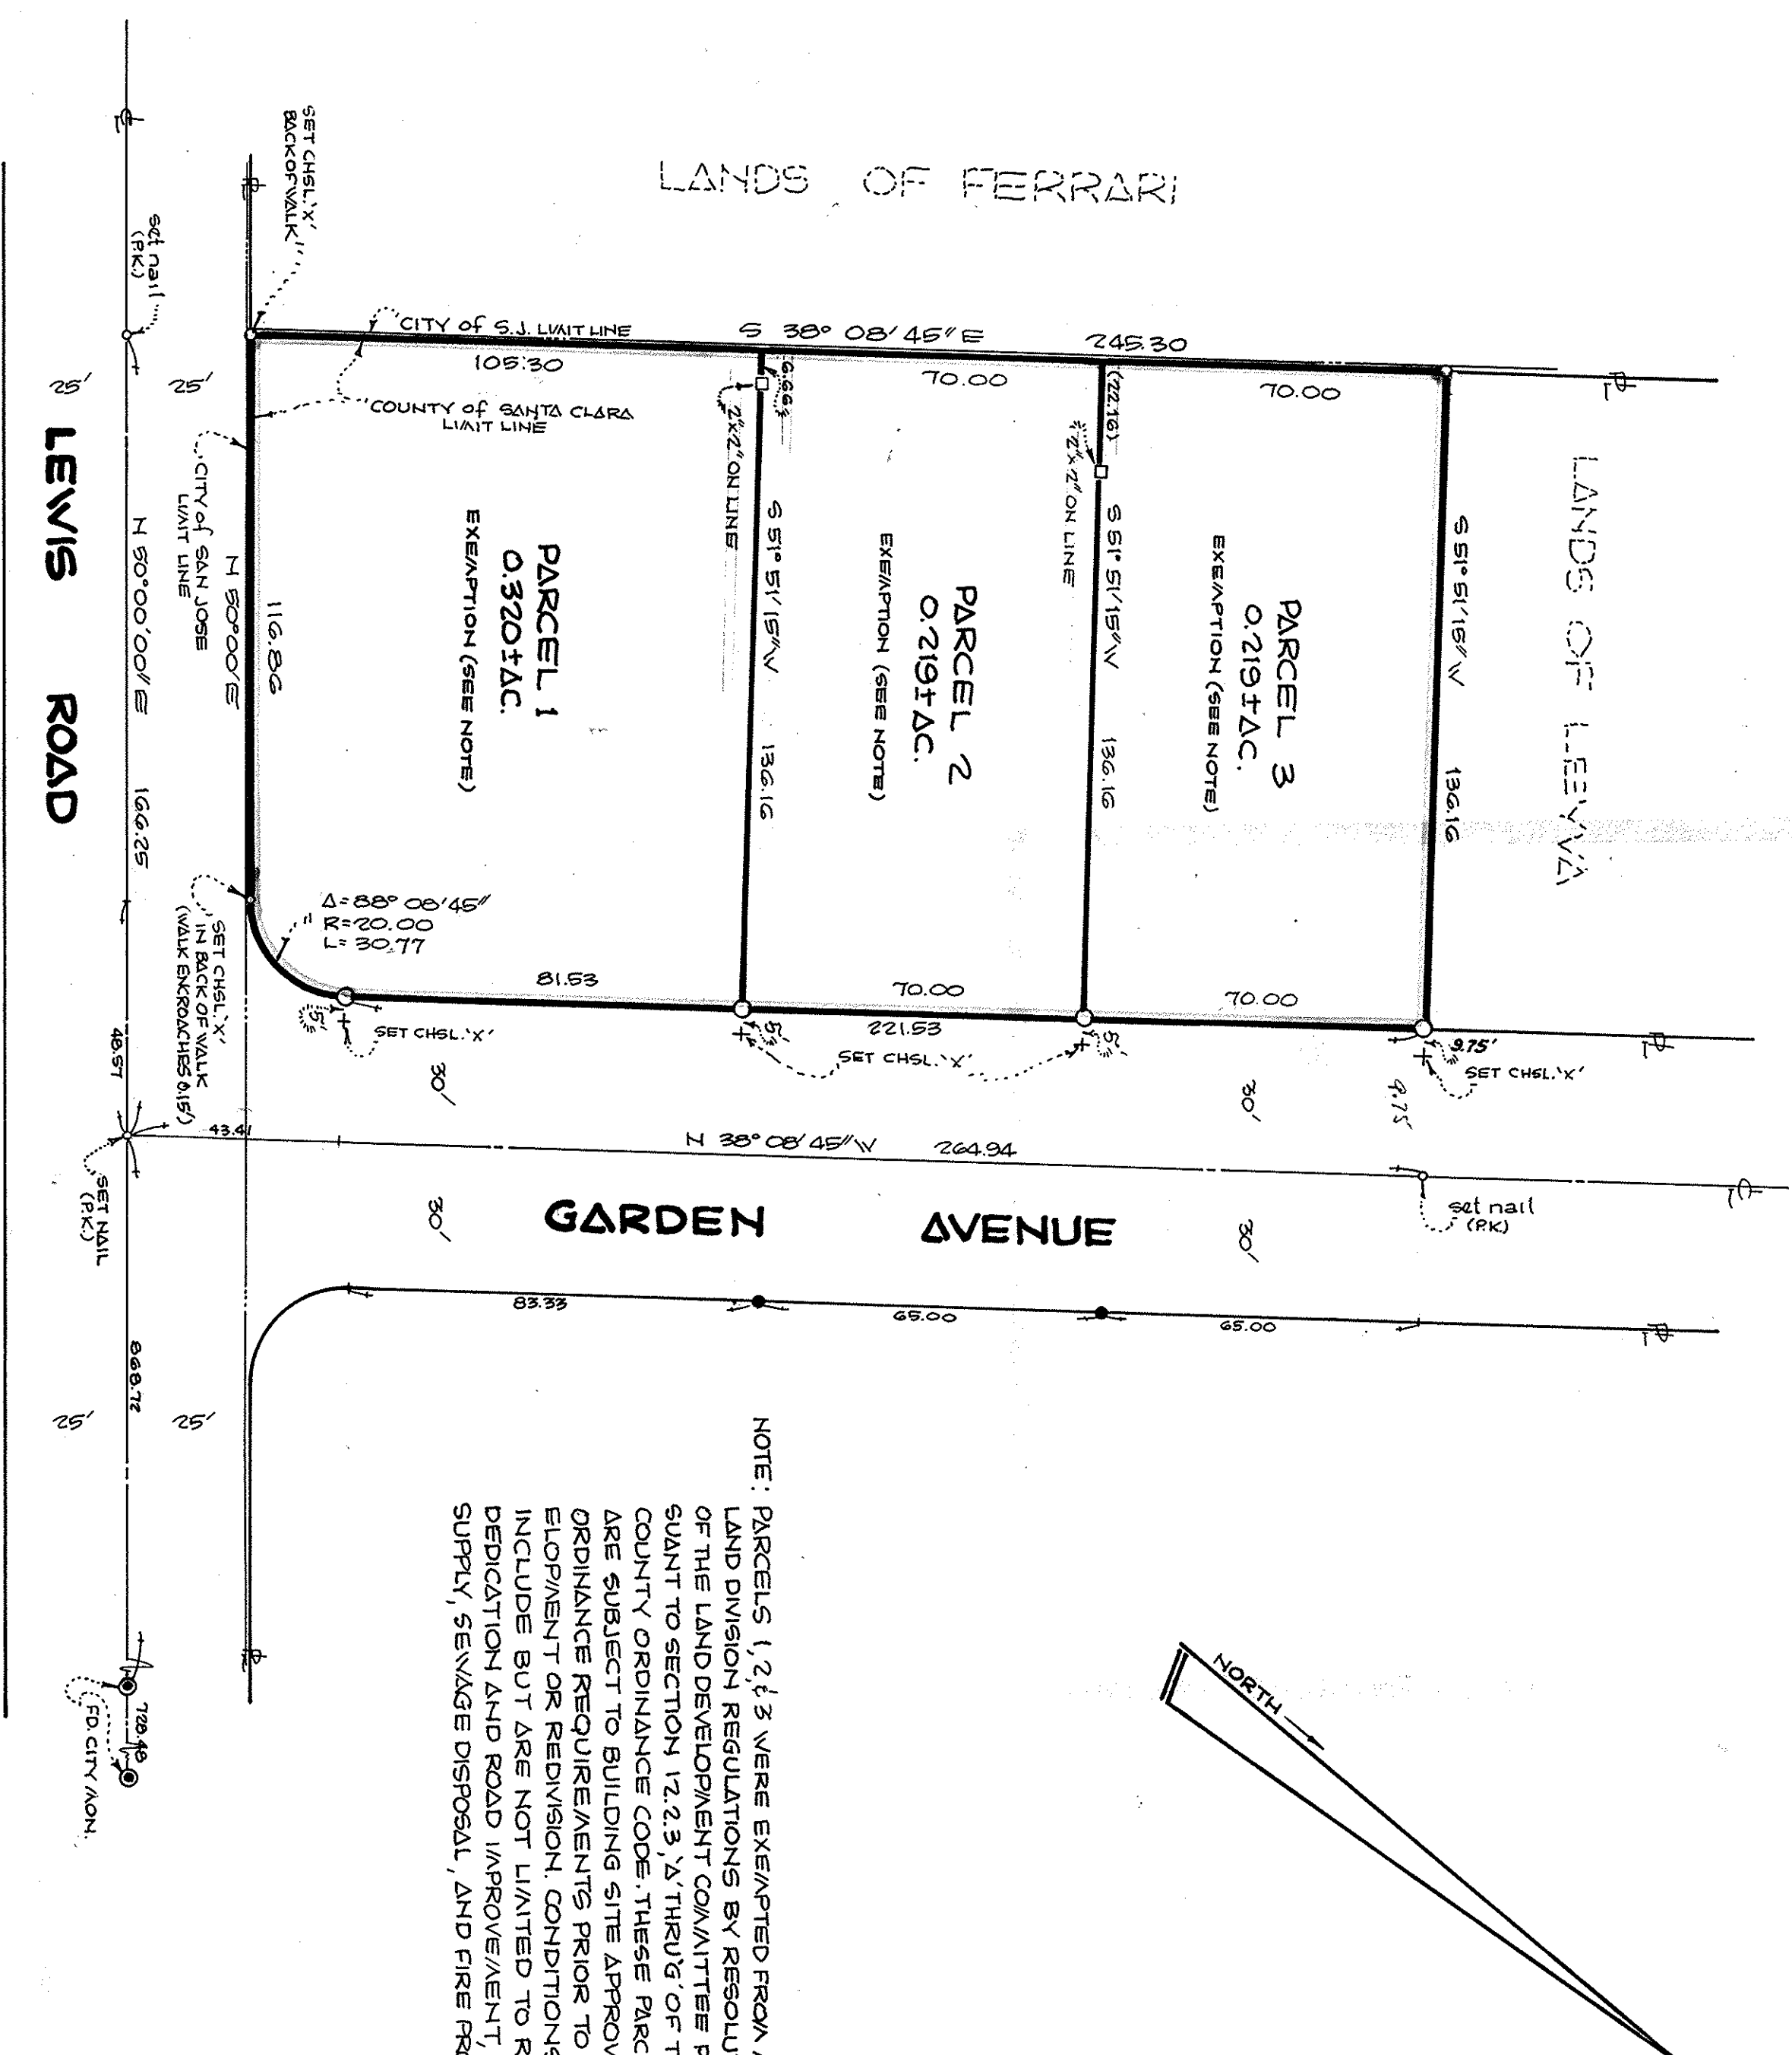 LANDS OF FERRARI
LANDS OF LEYVA
SET CHSL.'X'
BACK OF WALK
set nail
(P.K.)
CITY of S.J. LIMIT LINE
S 38° 08' 45" E
245.30
105.30
70.00
70.00
COUNTY of SANTA CLARA
LIMIT LINE
CITY of SAN JOSE
LIMIT LINE
25'
25'
LEWIS ROAD
N 50°00'00" E 166.25
N 50°00' E
116.86
PARCEL 1
0.320± AC.
EXEMPTION (SEE NOTE)
2"x2" ON LINE
S 51° 51' 15" W 136.16
PARCEL 2
0.219± AC.
EXEMPTION (SEE NOTE)
(22.16)
2"x2" ON LINE
S 51° 51' 15" W 136.16
PARCEL 3
0.219± AC.
EXEMPTION (SEE NOTE)
S 51° 51' 15" W 136.16
Δ=88° 08' 45"
R=20.00
L=30.77
SET CHSL.'X'
IN BACK OF WALK
(WALK ENCROACHES 0.15')
81.53
70.00
70.00
221.53
5'
SET CHSL.'X'
5'
5'
SET CHSL.'X'
9.75'
SET CHSL.'X'
9.75
30'
30'
48.57
43.41
N 38° 08' 45" W 264.94
SET NAIL
(P.K.)
set nail
(P.K.)
GARDEN AVENUE
30'
30'
83.33
65.00
65.00
868.72
25'
25'
728.48
FD. CITY MON.
NORTH
NOTE: PARCELS 1, 2, & 3 WERE EXEMPTED FROM
LAND DIVISION REGULATIONS BY RESOLU
OF THE LAND DEVELOPMENT COMMITTEE P
SUANT TO SECTION 12.2.3, 'A' THRU 'G' OF T
COUNTY ORDINANCE CODE. THESE PARC
ARE SUBJECT TO BUILDING SITE APPROV
ORDINANCE REQUIREMENTS PRIOR TO
ELOPMENT OR REDIVISION. CONDITIONS
INCLUDE BUT ARE NOT LIMITED TO R
DEDICATION AND ROAD IMPROVEMENT,
SUPPLY, SEWAGE DISPOSAL, AND FIRE PRO